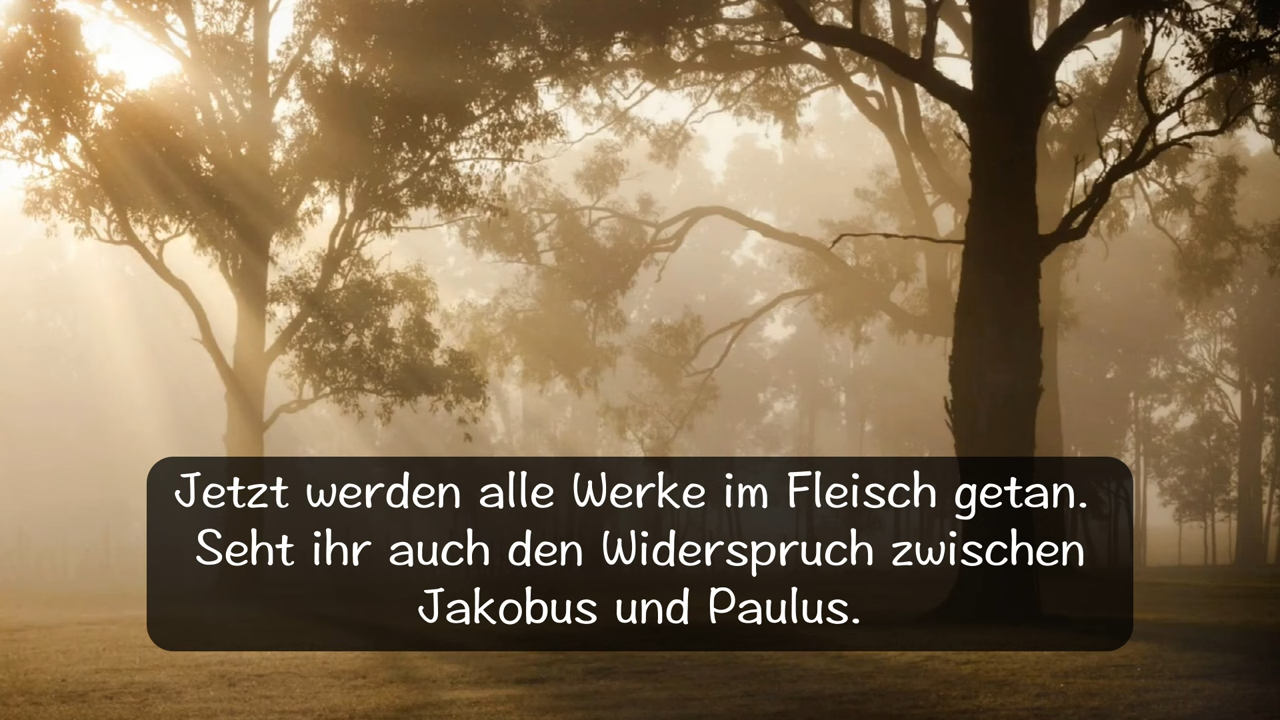 Jetzt werden alle Werke im Fleisch getan.
Seht ihr auch den Widerspruch zwischen
Jakobus und Paulus.